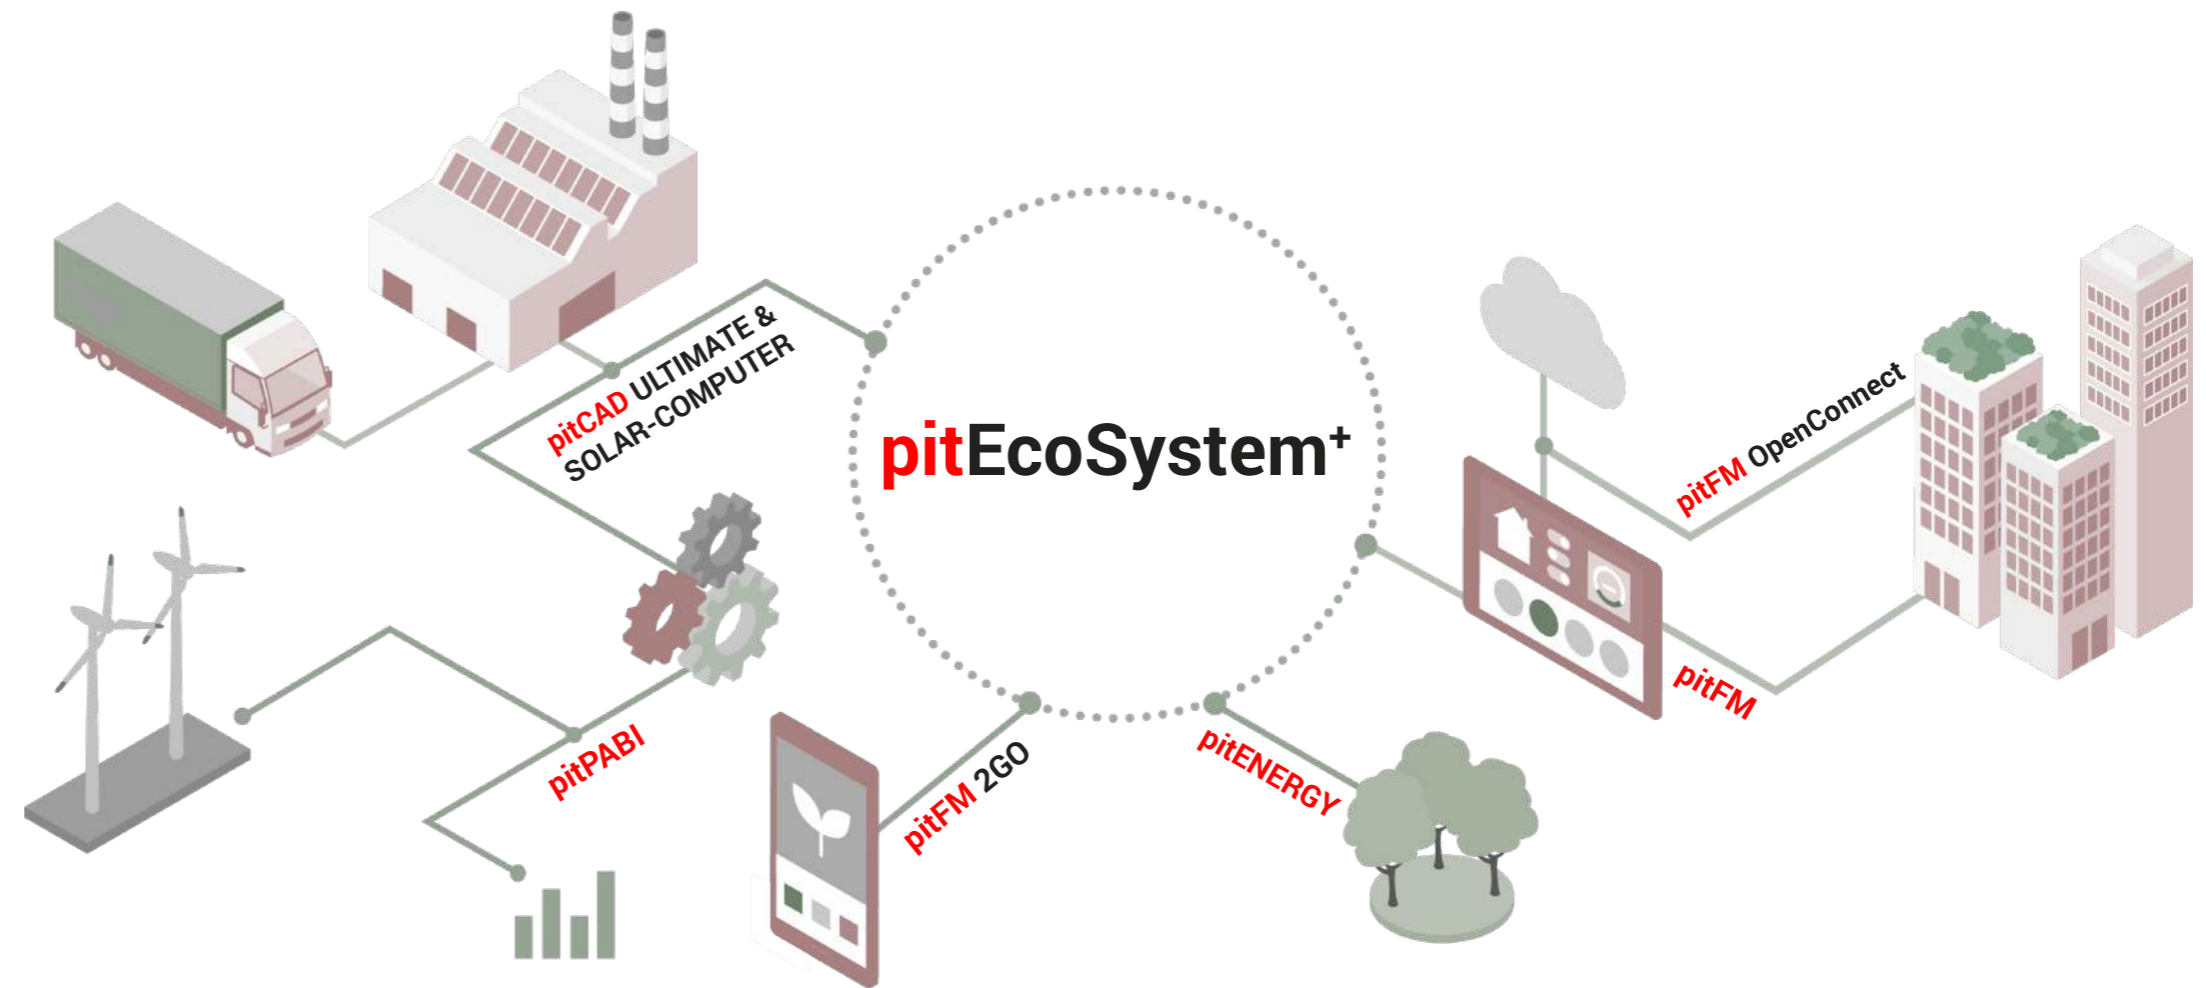 pitCAD ULTIMATE &
SOLAR-COMPUTER
pitEcoSystem⁺
pitFM OpenConnect
pitFM
pitPABI
pitFM 2GO
pitENERGY